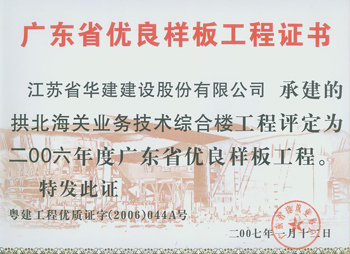 广东省优良样板工程证书
江苏省华建建设股份有限公司 承建的
拱北海关业务技术综合楼工程评定为
二00六年度广东省优良样板工程。
特发此证
粤建工程优质证字(2006)044A号
二00七年 月十二日